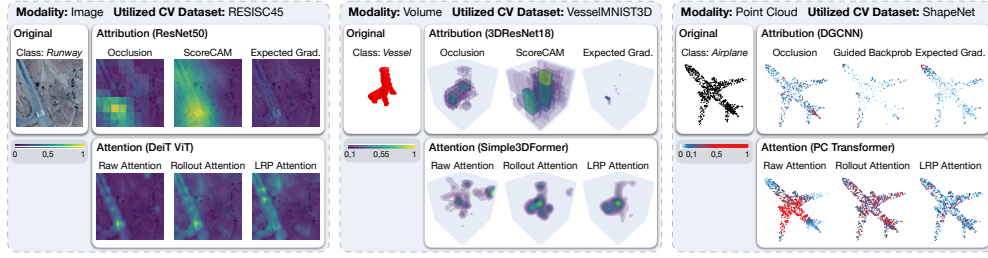 Modality: Image Utilized CV Dataset: RESISC45
Original
Class: Runway
Attribution (ResNet50)
Occlusion ScoreCAM Expected Grad.
0 0,5 1
Attention (DeiT ViT)
Raw Attention Rollout Attention LRP Attention
Modality: Volume Utilized CV Dataset: VesselMNIST3D
Original
Class: Vessel
Attribution (3DResNet18)
Occlusion ScoreCAM Expected Grad.
0,1 0,55 1
Attention (Simple3DFormer)
Raw Attention Rollout Attention LRP Attention
Modality: Point Cloud Utilized CV Dataset: ShapeNet
Original
Class: Airplane
Attribution (DGCNN)
Occlusion Guided Backprob Expected Grad.
0 0,1 0,5 1
Attention (PC Transformer)
Raw Attention Rollout Attention LRP Attention